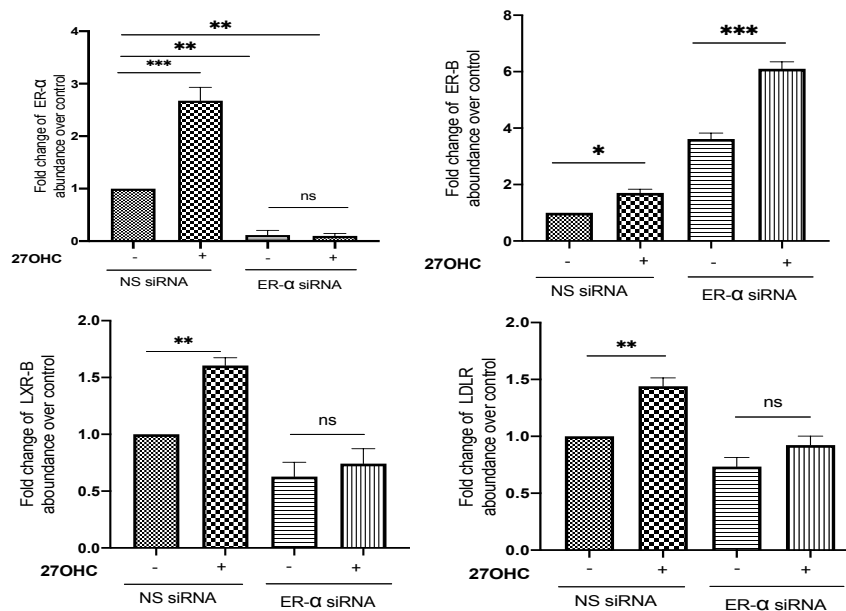 Fold change of ER-α
aboundance over control
4
3
2
1
0
**
**
***
ns
27OHC
-
+
-
+
NS siRNA
ER-α siRNA
Fold change of ER-B
aboundance over control
8
6
4
2
0
*
***
27OHC
-
+
-
+
NS siRNA
ER-α siRNA
Fold change of LXR-B
aboundance over control
2.0
1.5
1.0
0.5
0.0
**
ns
27OHC
-
+
-
+
NS siRNA
ER-α siRNA
Fold change of LDLR
aboundance over control
2.0
1.5
1.0
0.5
0.0
**
ns
27OHC
-
+
-
+
NS siRNA
ER-α siRNA